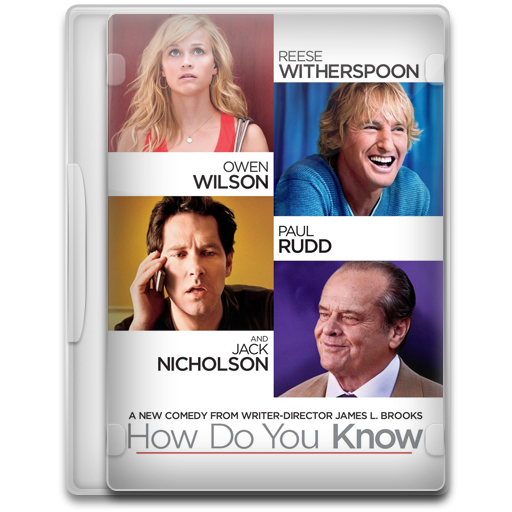 REESE
WITHERSPOON
OWEN
WILSON
PAUL
RUDD
AND
JACK
NICHOLSON
A NEW COMEDY FROM WRITER-DIRECTOR JAMES L. BROOKS
How Do You Know